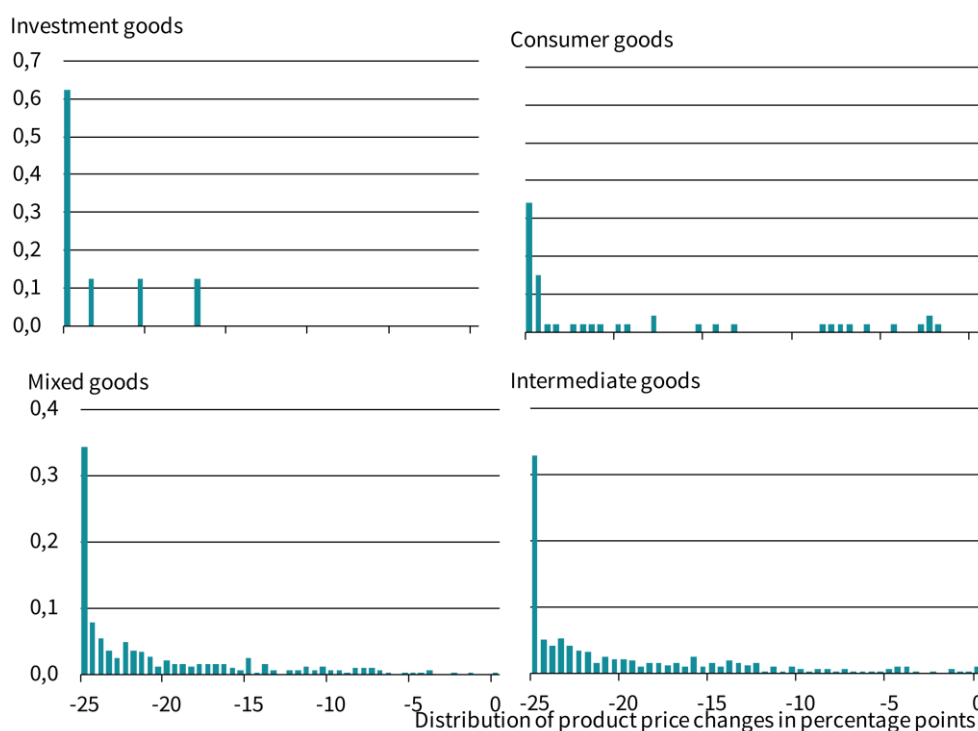 Investment goods
0,7
0,6
0,5
0,4
0,3
0,2
0,1
0,0
Consumer goods
Mixed goods
0,4
0,3
0,2
0,1
0,0
-25 -20 -15 -10 -5 0
Intermediate goods
-25 -20 -15 -10 -5 0
Distribution of product price changes in percentage points